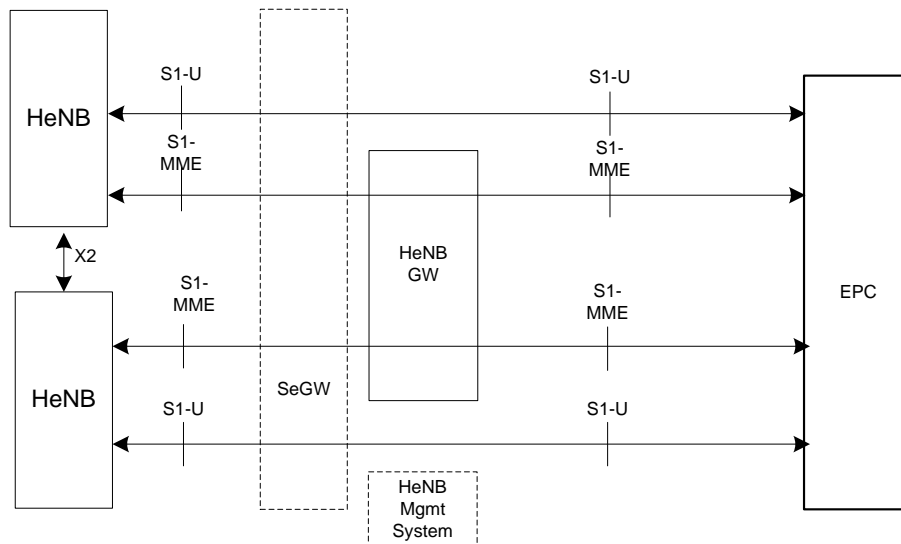 S1-U
S1-U
HeNB
S1-
MME
S1-
MME
X2
HeNB
GW
S1-
MME
S1-
MME
EPC
HeNB
SeGW
S1-U
S1-U
HeNB
Mgmt
System